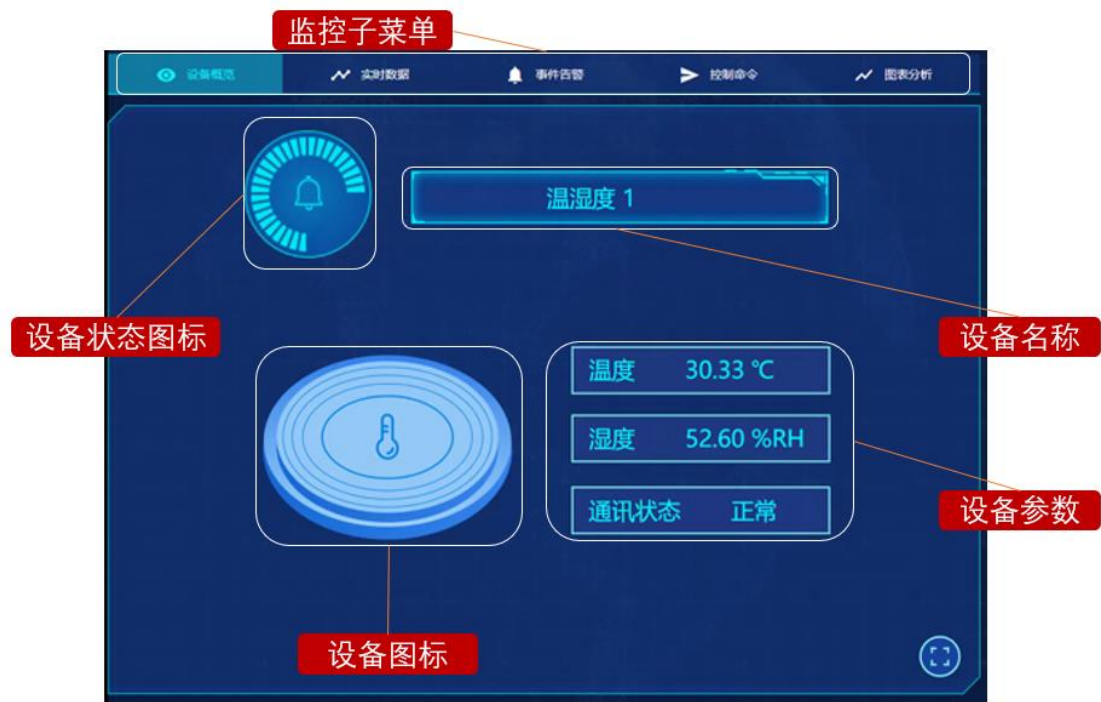 监控子菜单
设备概览 实时数据 事件告警 控制命令 图表分析
温湿度 1
设备状态图标
设备名称
温度 30.33 ℃
湿度 52.60 %RH
通讯状态 正常
设备参数
设备图标